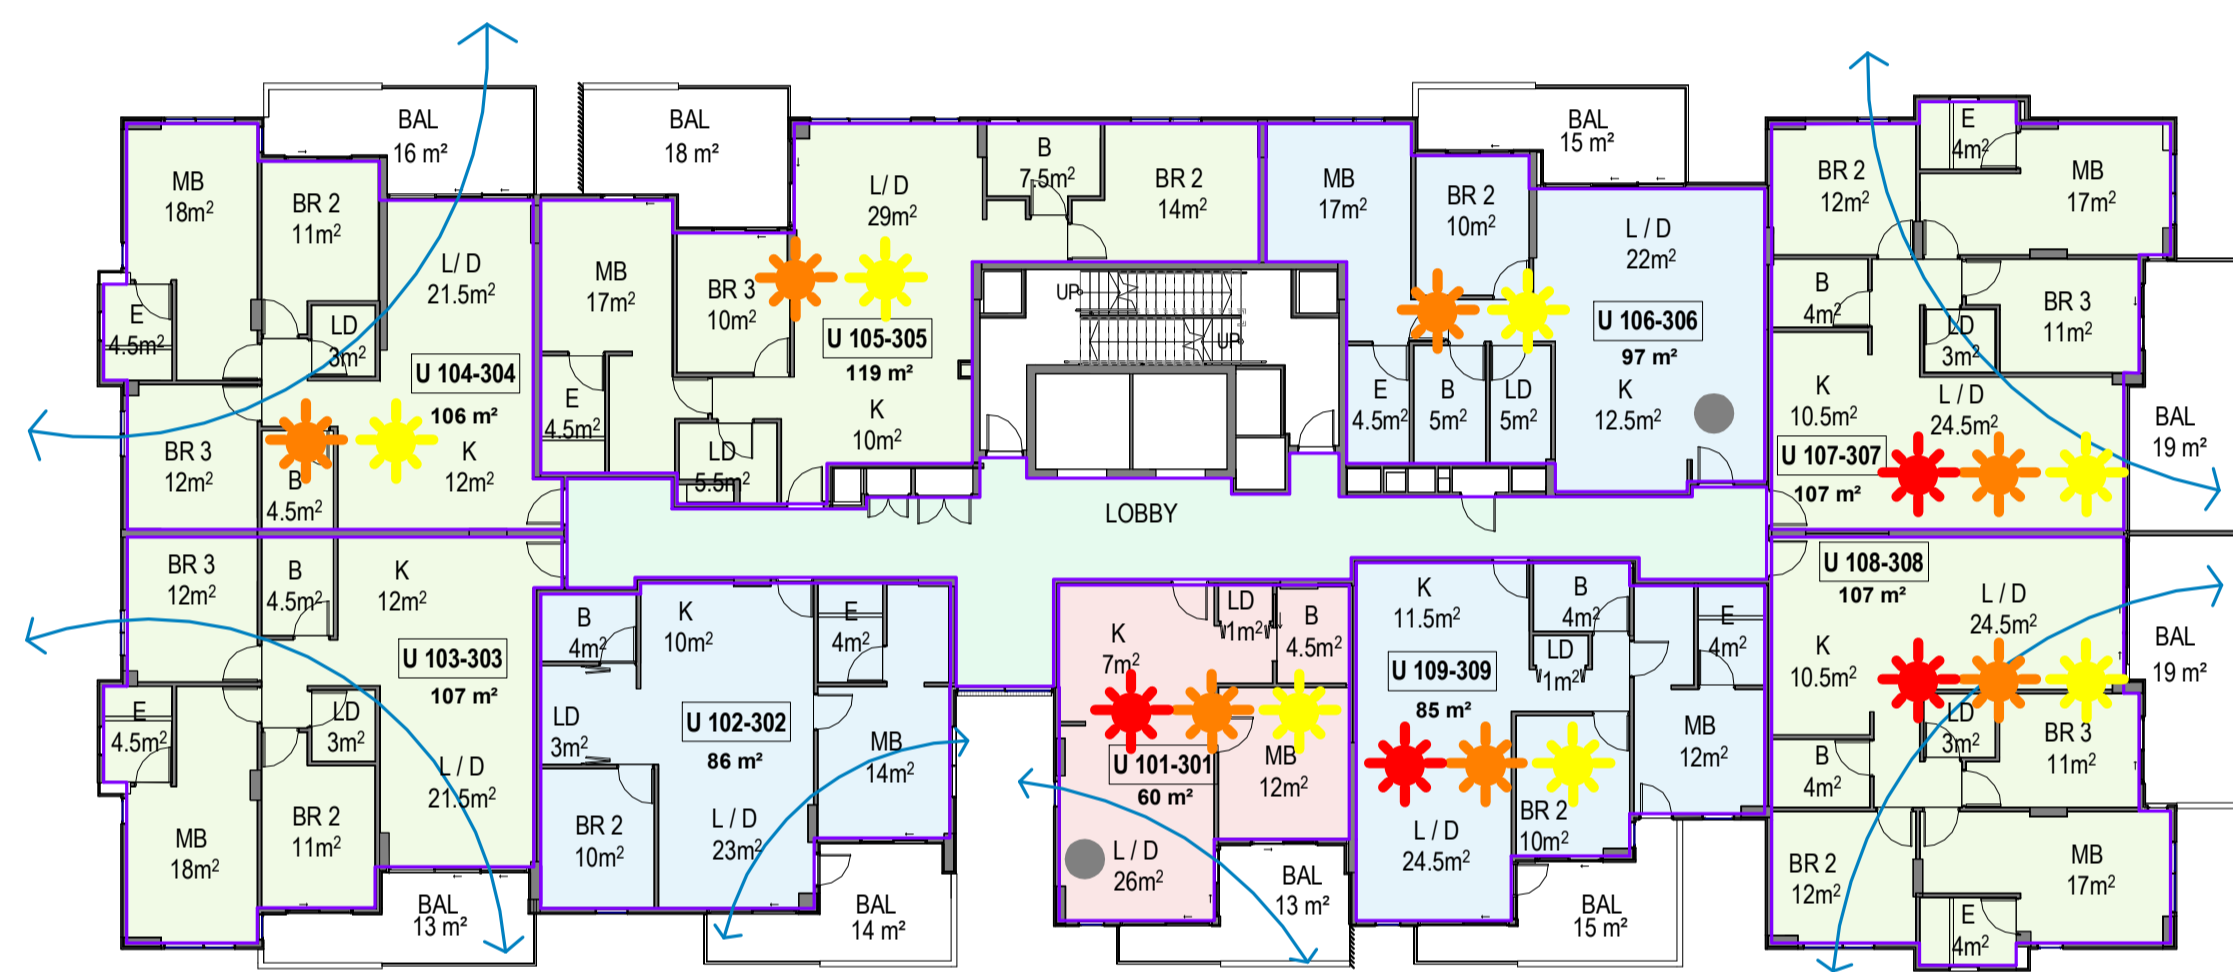 BAL
16 m²
MB
18m²
BR 2
11m²
L/ D
21.5m²
E
4.5m²
LD
3m²
U 104-304
106 m²
BR 3
12m²
B
4.5m²
K
12m²
BAL
18 m²
L/ D
29m²
B
7.5m²
BR 2
14m²
MB
17m²
BR 3
10m²
U 105-305
119 m²
E
4.5m²
K
10m²
LD
5.5m²
UP
UP
BAL
15 m²
MB
17m²
BR 2
10m²
L / D
22m²
U 106-306
97 m²
E
4.5m²
B
5m²
LD
5m²
K
12.5m²
E
4m²
BR 2
12m²
MB
17m²
B
4m²
BR 3
11m²
LD
3m²
K
10.5m²
L / D
24.5m²
U 107-307
107 m²
BAL
19 m²
LOBBY
BR 3
12m²
B
4.5m²
K
12m²
U 103-303
107 m²
E
4.5m²
LD
3m²
L / D
21.5m²
MB
18m²
BR 2
11m²
BAL
13 m²
B
4m²
K
10m²
E
4m²
LD
3m²
U 102-302
86 m²
MB
14m²
BR 2
10m²
L / D
23m²
BAL
14 m²
K
7m²
LD
1m²
B
4.5m²
U 101-301
60 m²
MB
12m²
L / D
26m²
BAL
13 m²
K
11.5m²
B
4m²
E
4m²
LD
1m²
U 109-309
85 m²
MB
12m²
BR 2
10m²
L / D
24.5m²
BAL
15 m²
U 108-308
107 m²
L / D
24.5m²
K
10.5m²
BAL
19 m²
LD
3m²
BR 3
11m²
B
4m²
BR 2
12m²
MB
17m²
E
4m²